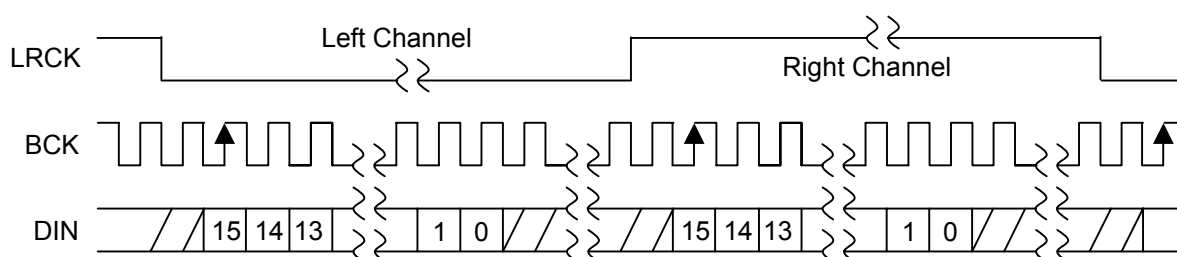 LRCK
Left Channel
Right Channel
BCK
DIN
15 14 13 1 0 15 14 13 1 0